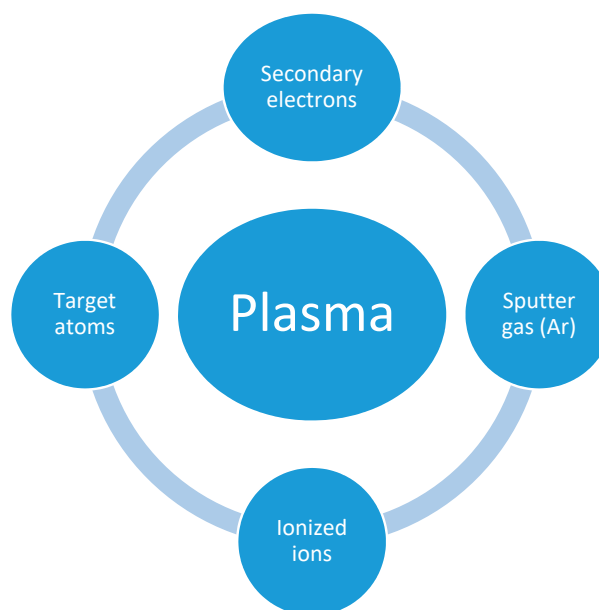 Secondary
electrons
Target
atoms
Plasma
Sputter
gas (Ar)
Ionized
ions